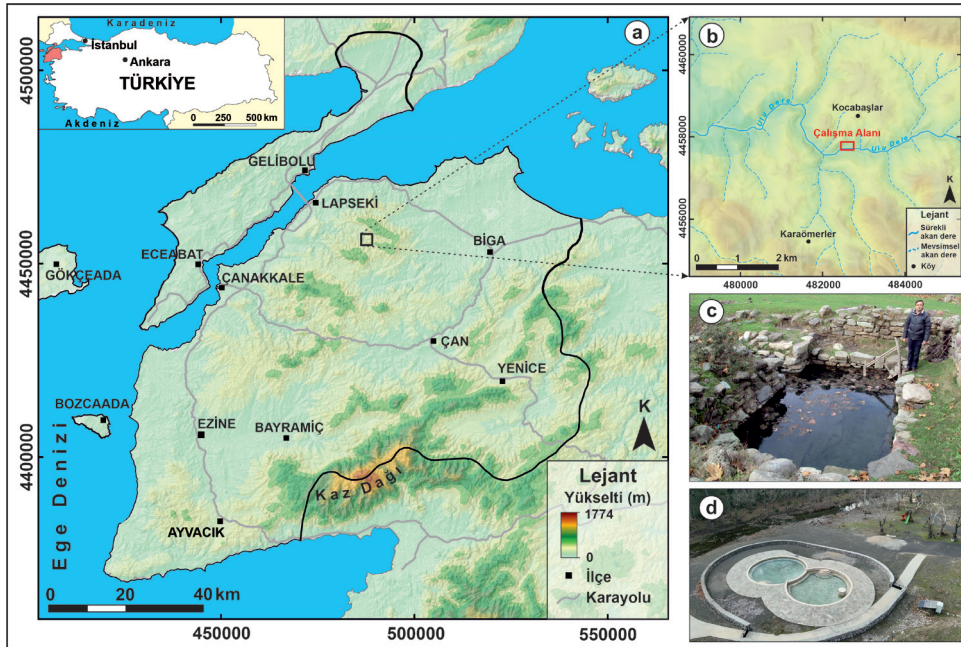 Karadeniz
İstanbul
Ankara
TÜRKİYE
Akdeniz
0 250 500 km
a
4500000
4450000
4400000
GELİBOLU
LAPSEKİ
ECEABAT
BİGA
GÖKÇEADA
ÇANAKKALE
ÇAN
YENİCE
BOZCAADA
EZİNE
BAYRAMİÇ
Kaz Dağı
AYVACIK
Ege Denizi
K
Lejant
Yükselti (m)
1774
0
İlçe
Karayolu
0 10 20 40 km
450000 500000 550000
b
4460000
4458000
4456000
Ulu Dere
Kocabaşlar
Çalışma Alanı
Ulu Dere
Karaömerler
K
Lejant
Sürekli
akan dere
Mevsimsel
akan dere
Köy
0 1 2 km
480000 482000 484000
c
d